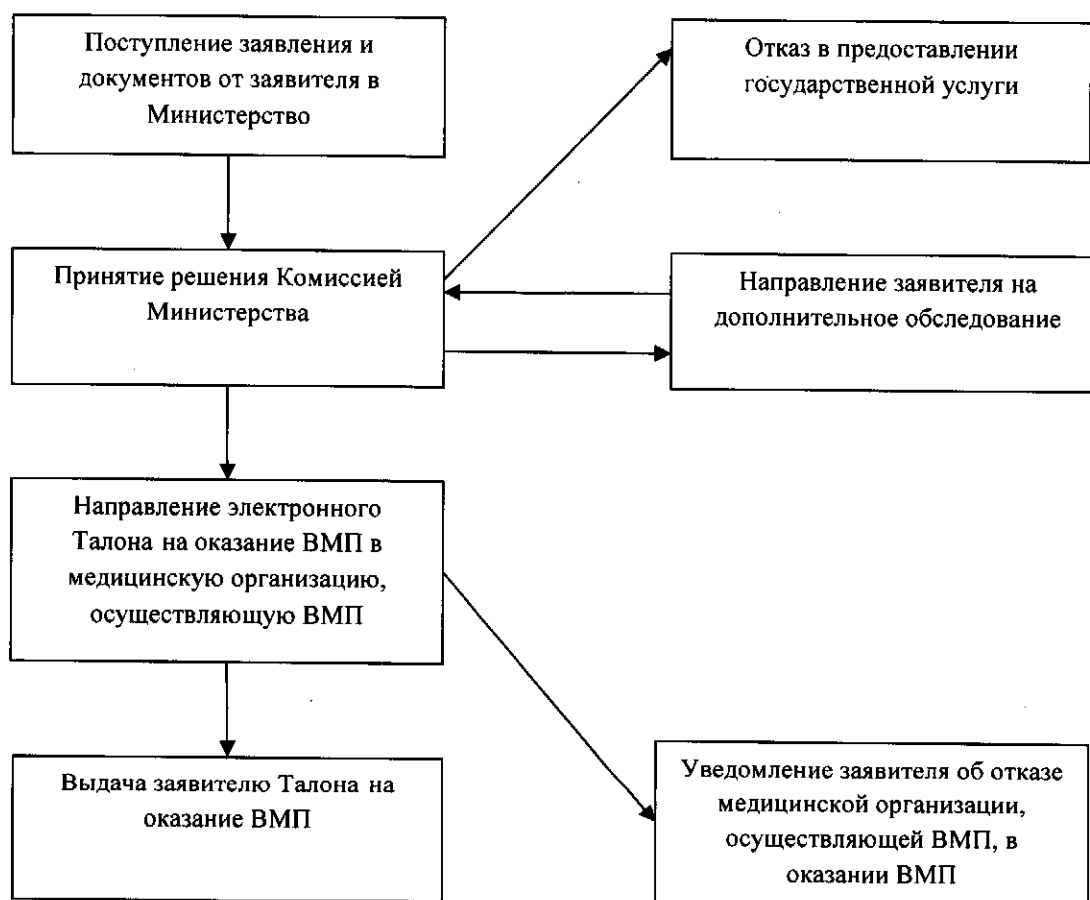 Поступление заявления и
документов от заявителя в
Министерство
Отказ в предоставлении
государственной услуги
Принятие решения Комиссией
Министерства
Направление заявителя на
дополнительное обследование
Направление электронного
Талона на оказание ВМП в
медицинскую организацию,
осуществляющую ВМП
Выдача заявителю Талона на
оказание ВМП
Уведомление заявителя об отказе
медицинской организации,
осуществляющей ВМП, в
оказании ВМП